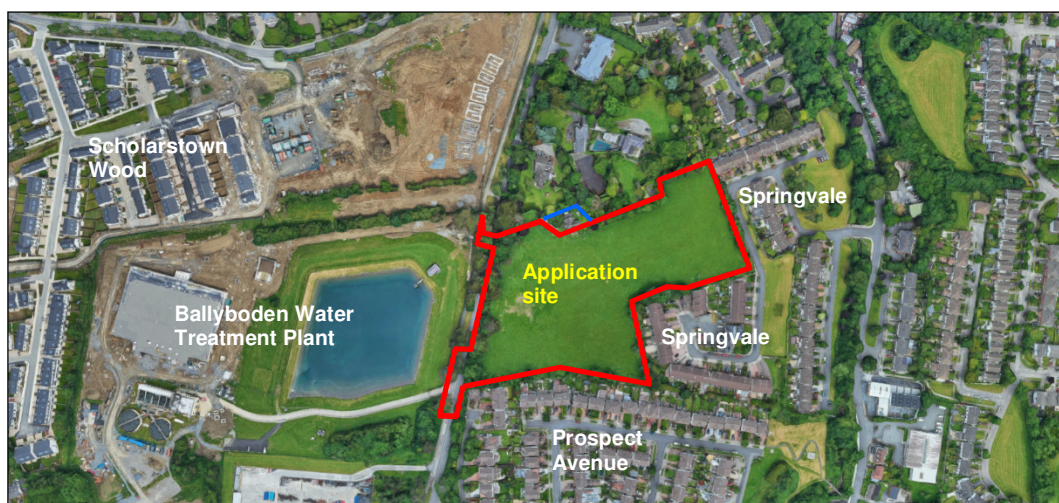 Scholarstown
Wood
Springvale
Application
site
Ballyboden Water
Treatment Plant
Springvale
Prospect
Avenue